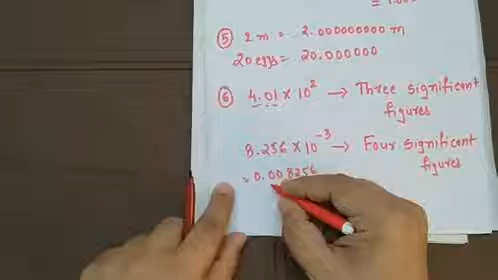 ⑤ 2 m = 2.000000000 m
20 eggs = 20.000000
⑥ 4.01 × 10² → Three significant
figures
8.256 × 10⁻³ → Four significant
figures
= 0.008256